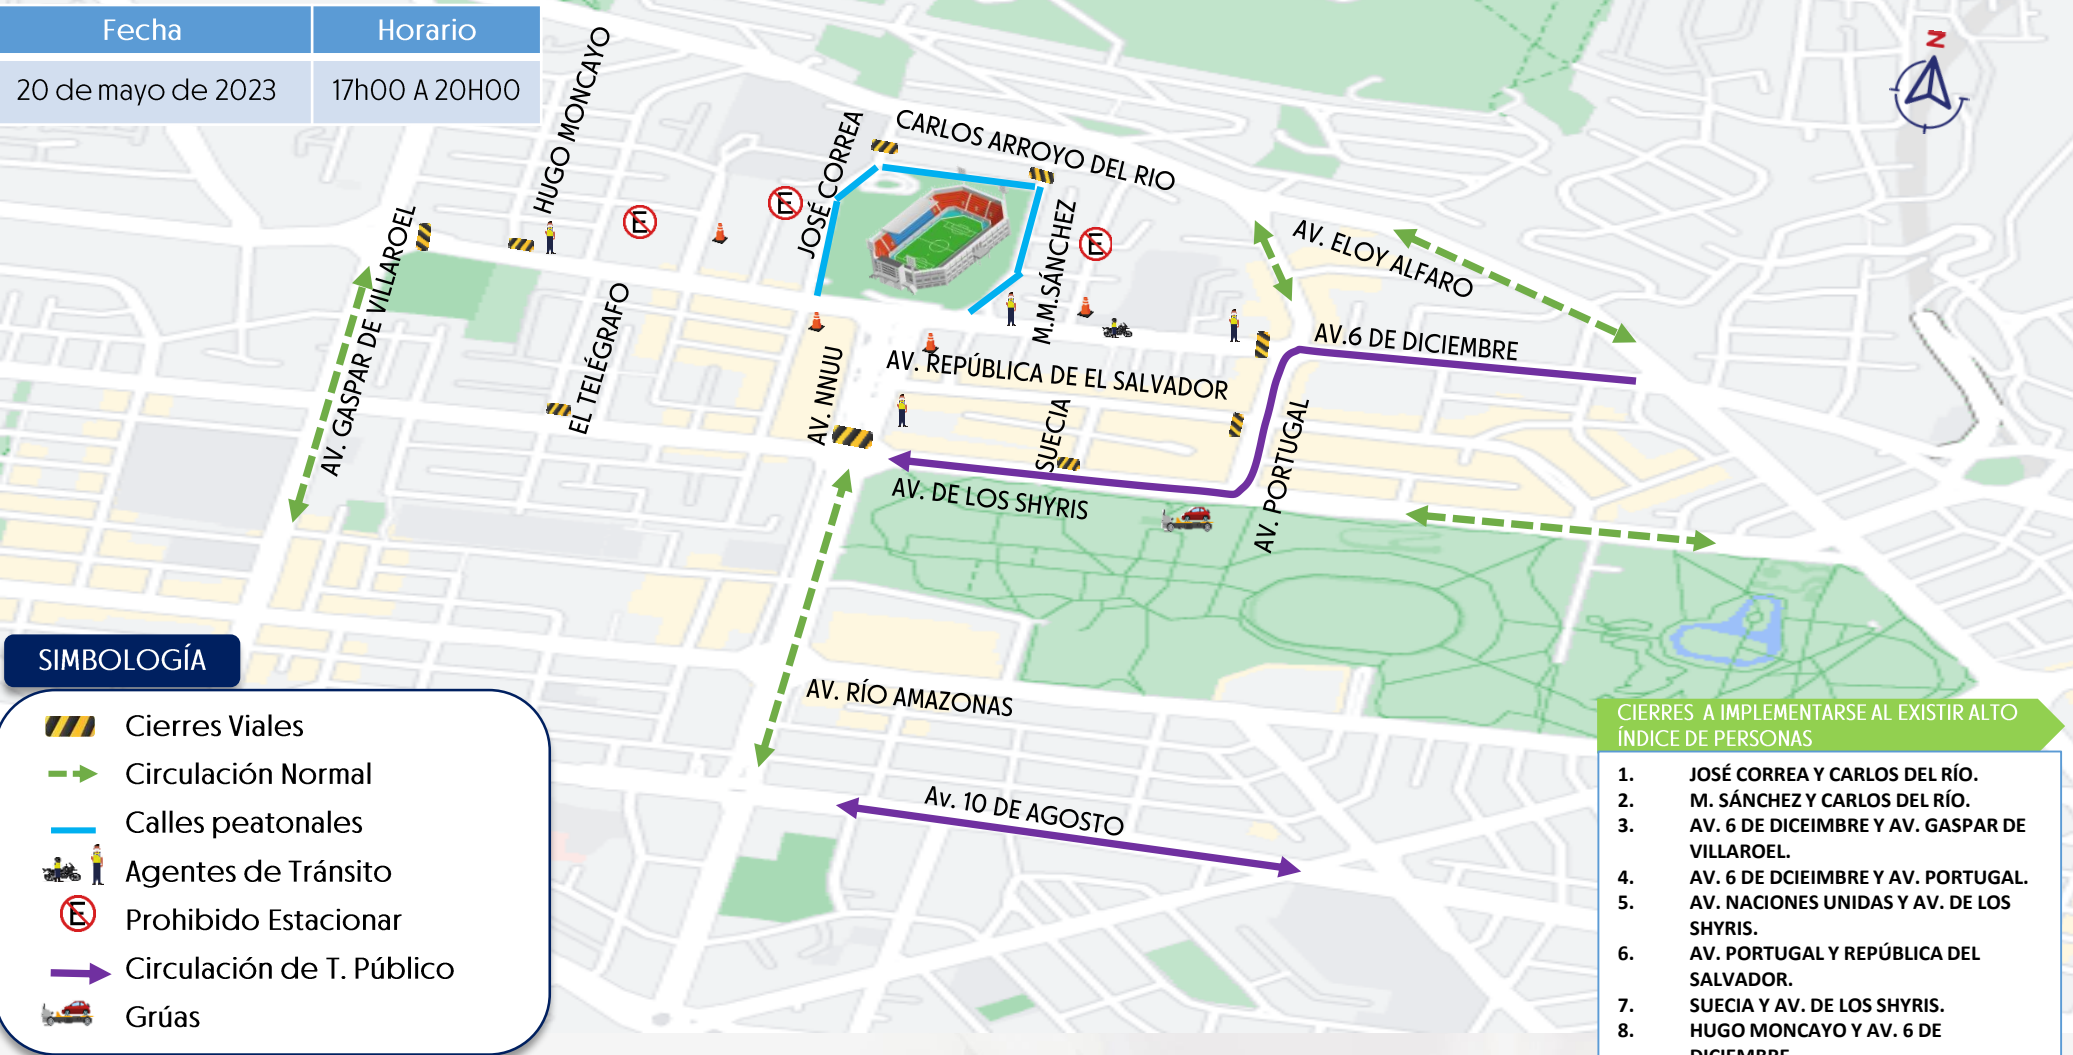 Fecha
Horario
20 de mayo de 2023
17h00 A 20H00
N
HUGO MONCAYO
JOSÉ CORREA
CARLOS ARROYO DEL RIO
E
E
E
M.M.SÁNCHEZ
AV. ELOY ALFARO
AV. GASPAR DE VILLAROEL
EL TELÉGRAFO
AV. NNUU
AV. REPÚBLICA DE EL SALVADOR
AV.6 DE DICIEMBRE
SUECIA
AV. PORTUGAL
AV. DE LOS SHYRIS
AV. RÍO AMAZONAS
Av. 10 DE AGOSTO
SIMBOLOGÍA
Cierres Viales
Circulación Normal
Calles peatonales
Agentes de Tránsito
E
Prohibido Estacionar
Circulación de T. Público
Grúas
CIERRES A IMPLEMENTARSE AL EXISTIR ALTO
ÍNDICE DE PERSONAS
1. JOSÉ CORREA Y CARLOS DEL RÍO.
2. M. SÁNCHEZ Y CARLOS DEL RÍO.
3. AV. 6 DE DICEIMBRE Y AV. GASPAR DE
VILLAROEL.
4. AV. 6 DE DCIEIMBRE Y AV. PORTUGAL.
5. AV. NACIONES UNIDAS Y AV. DE LOS
SHYRIS.
6. AV. PORTUGAL Y REPÚBLICA DEL
SALVADOR.
7. SUECIA Y AV. DE LOS SHYRIS.
8. HUGO MONCAYO Y AV. 6 DE
DICIEMBRE